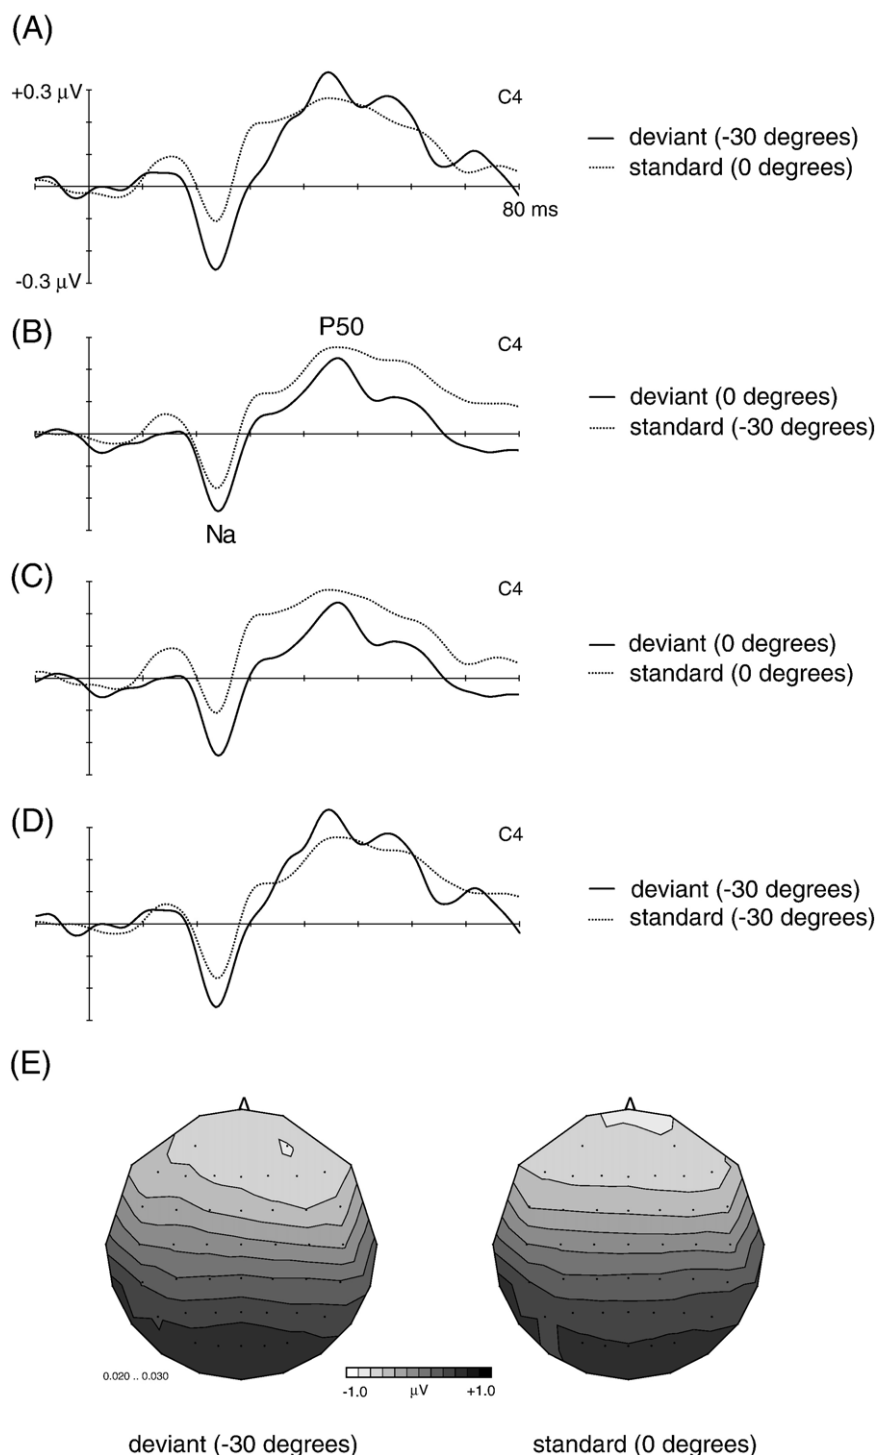 (A)
+0.3 μV
C4
deviant (-30 degrees)
standard (0 degrees)
80 ms
-0.3 μV
(B)
P50
C4
deviant (0 degrees)
standard (-30 degrees)
Na
(C)
C4
deviant (0 degrees)
standard (0 degrees)
(D)
C4
deviant (-30 degrees)
standard (-30 degrees)
(E)
0.020 .. 0.030
-1.0 μV +1.0
deviant (-30 degrees) standard (0 degrees)